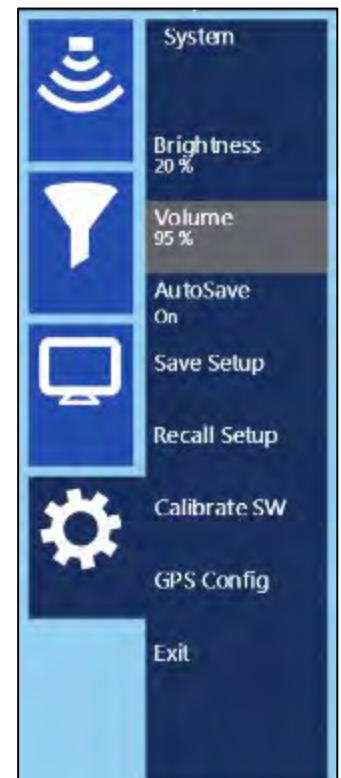 System
Brightness
20 %
Volume
95 %
AutoSave
On
Save Setup
Recall Setup
Calibrate SW
GPS Config
Exit